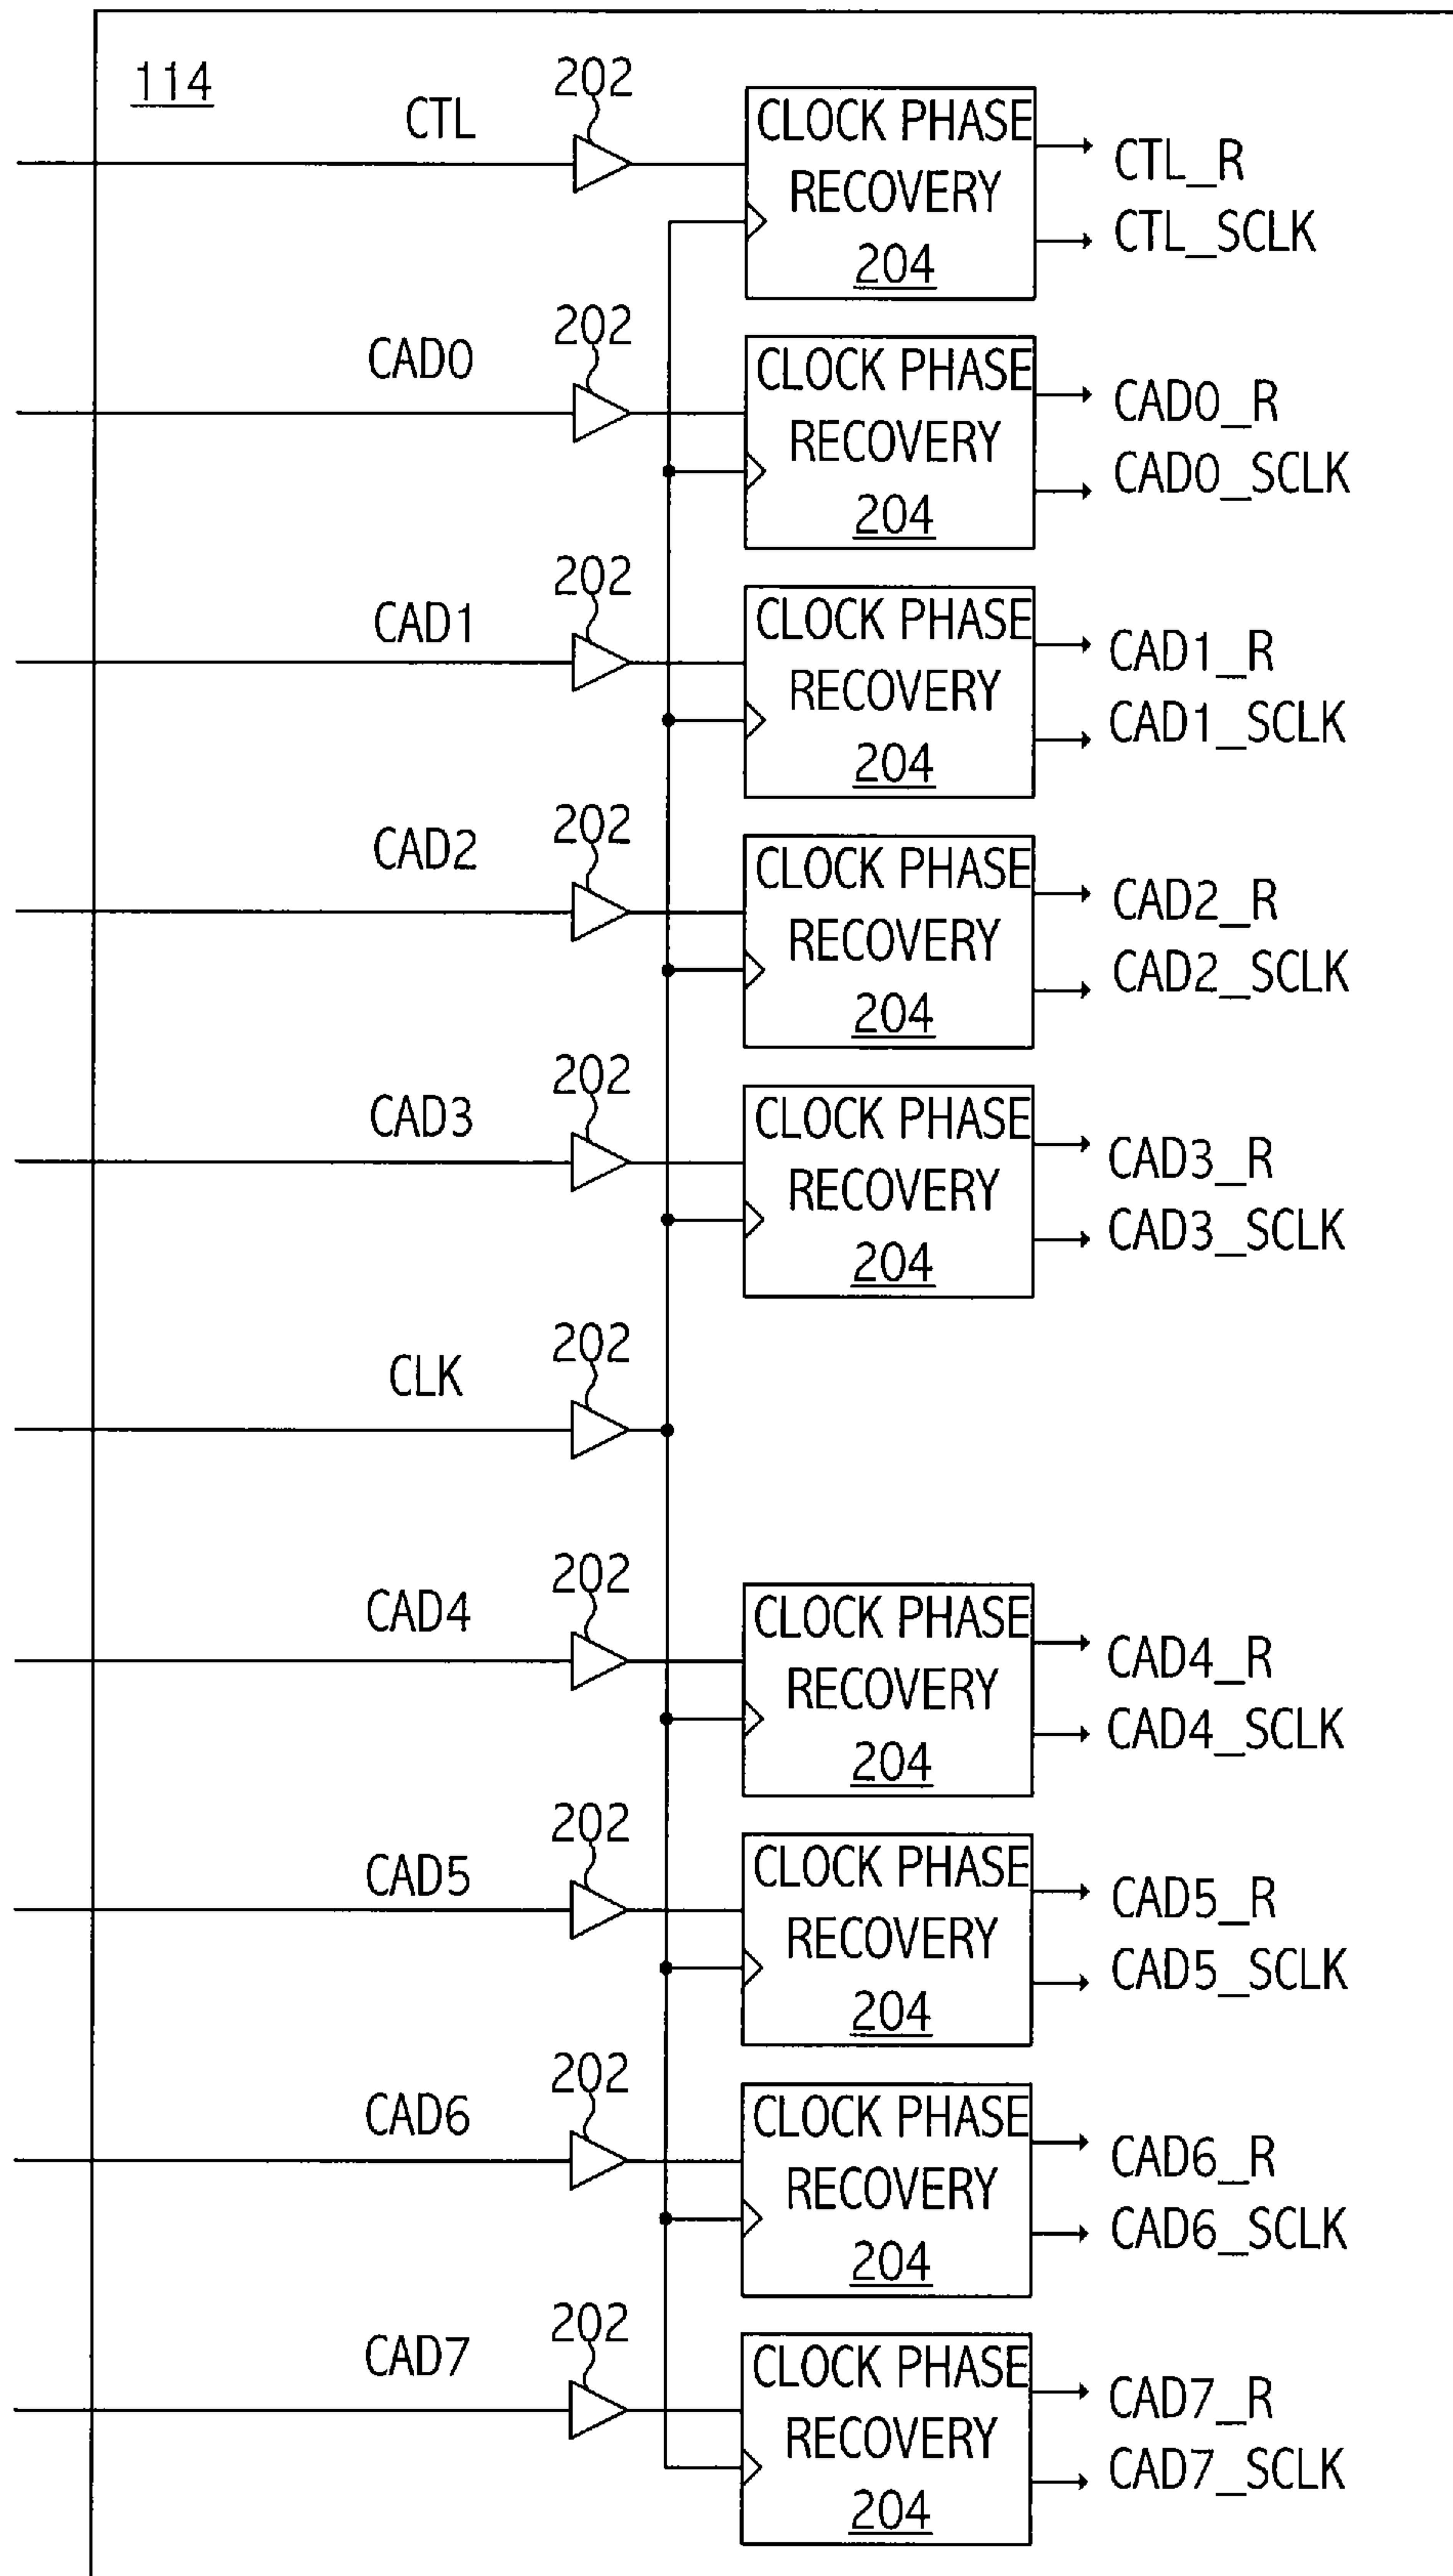 114
202
CTL
CLOCK PHASE
RECOVERY
204
CTL_R
CTL_SCLK
202
CAD0
CLOCK PHASE
RECOVERY
204
CAD0_R
CAD0_SCLK
202
CAD1
CLOCK PHASE
RECOVERY
204
CAD1_R
CAD1_SCLK
202
CAD2
CLOCK PHASE
RECOVERY
204
CAD2_R
CAD2_SCLK
202
CAD3
CLOCK PHASE
RECOVERY
204
CAD3_R
CAD3_SCLK
202
CLK
202
CAD4
CLOCK PHASE
RECOVERY
204
CAD4_R
CAD4_SCLK
202
CAD5
CLOCK PHASE
RECOVERY
204
CAD5_R
CAD5_SCLK
202
CAD6
CLOCK PHASE
RECOVERY
204
CAD6_R
CAD6_SCLK
202
CAD7
CLOCK PHASE
RECOVERY
204
CAD7_R
CAD7_SCLK